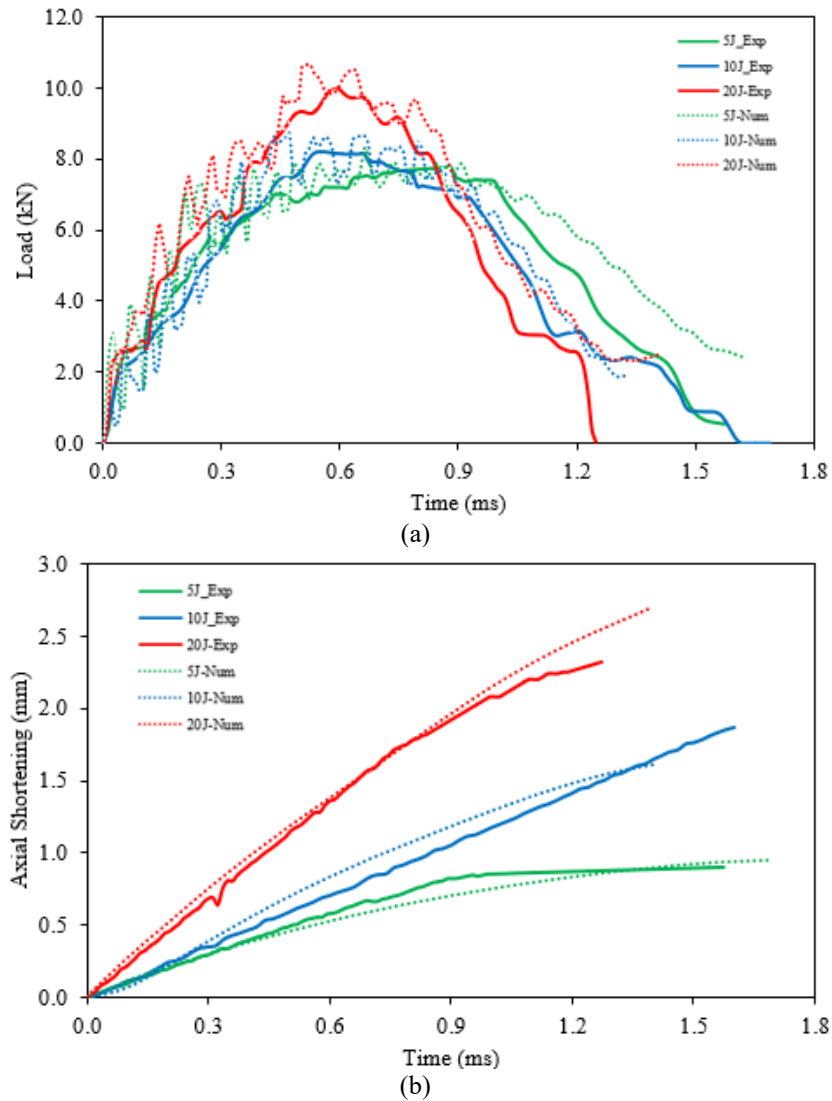 12.0
10.0
8.0
6.0
4.0
2.0
0.0
Load (kN)
5J_Exp
10J_Exp
20J-Exp
5J-Num
10J-Num
20J-Num
0.0 0.3 0.6 0.9 1.2 1.5 1.8
Time (ms)
(a)
3.0
2.5
2.0
1.5
1.0
0.5
0.0
Axial Shortening (mm)
5J_Exp
10J_Exp
20J-Exp
5J-Num
10J-Num
20J-Num
0.0 0.3 0.6 0.9 1.2 1.5 1.8
Time (ms)
(b)